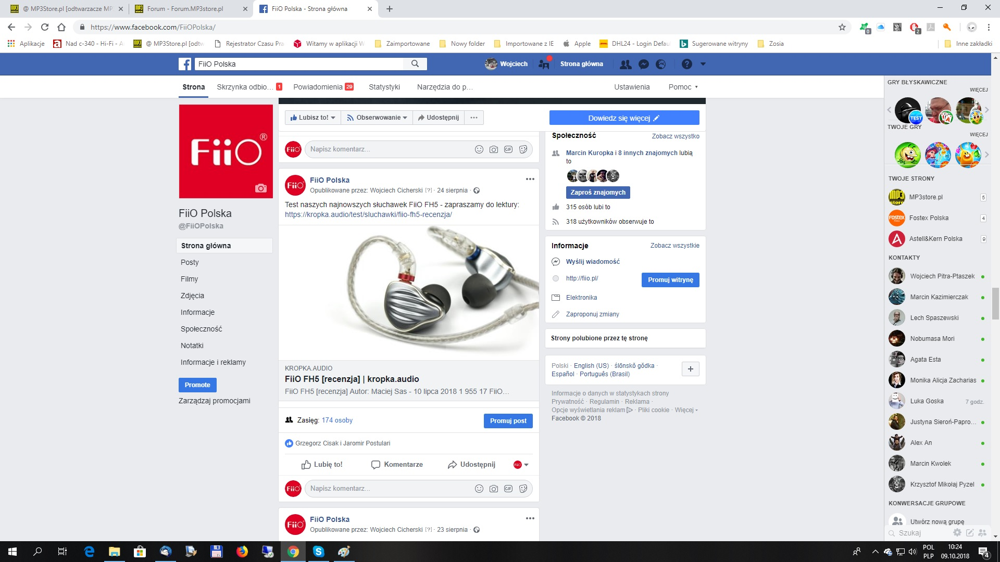 @ MP3Store.pl [odtwarzacze MP
Forum - Forum.MP3store.pl
FiiO Polska - Strona główna
https://www.facebook.com/FiiOPolska/
0
2
Aplikacje
Nad c-340 - Hi-Fi - A
@ MP3Store.pl [odtw
Rejestrator Czasu Pra
Witamy w aplikacji W
Zaimportowane
Nowy folder
Importowane z IE
Apple
DHL24 - Login Defau
Sugerowane witryny
Zosia
Inne zakładki
FiiO Polska
Wojciech
Strona główna
Strona
Skrzynka odbio... 1
Powiadomienia 29
Statystyki
Narzędzia do p...
Ustawienia
Pomoc
FiiO®
FiiO Polska
@FiiOPolska
Strona główna
Posty
Filmy
Zdjęcia
Informacje
Społeczność
Notatki
Informacje i reklamy
Promote
Zarządzaj promocjami
Lubisz to!
Obserwowanie
Udostępnij
Dowiedz się więcej
FiiO
Napisz komentarz...
GIF
FiiO
FiiO Polska
Opublikowane przez: Wojciech Cicherski [?] · 24 sierpnia ·
Test naszych najnowszych słuchawek FiiO FH5 - zapraszamy do lektury:
https://kropka.audio/test/sluchawki/fiio-fh5-recenzja/
KROPKA.AUDIO
FiiO FH5 [recenzja] | kropka.audio
FiiO FH5 [recenzja] Autor: Maciej Sas - 10 lipca 2018 1 955 17 FiiO...
Zasięg: 174 osoby
Promuj post
Grzegorz Cisak i Jaromir Postulari
Lubię to!
Komentarze
Udostępnij
FiiO
Napisz komentarz...
GIF
FiiO
FiiO Polska
Opublikowane przez: Wojciech Cicherski [?] · 23 sierpnia ·
Społeczność
Zobacz wszystko
Marcin Kuropka i 8 innych znajomych lubią
to
Zaproś znajomych
315 osób lubi to
318 użytkowników obserwuje to
Informacje
Zobacz wszystkie
Wyślij wiadomość
http://fiio.pl/
Promuj witrynę
Elektronika
Zaproponuj zmiany
Strony polubione przez tę stronę
Polski · English (US) · ślōnskŏ gŏdka ·
Español · Português (Brasil)
Informacje o danych w statystykach strony
Prywatność · Regulamin · Reklama ·
Opcje wyświetlania reklam · Pliki cookie · Więcej
Facebook © 2018
GRY BŁYSKAWICZNE
WIĘCEJ
TEST
TWOJE GRY
WIĘCEJ
TWOJE STRONY
MP3 store
MP3store.pl 5
FOSTEX
Fostex Polska 4
Astell&Kern Polska 9
KONTAKTY
Wojciech Pitra-Ptaszek
Marcin Kazimierczak
Lech Spaszewski
Nobumasa Mori
Agata Esta
Monika Alicja Zacharias
Luka Goska 7 godz.
Justyna Sieroń-Papro...
Alex An
Marcin Kwolek
Krzysztof Mikołaj Pyzel
KONWERSACJE GRUPOWE
Utwórz nową grupę
Szukaj
POL
PLP
10:24
09.10.2018
4